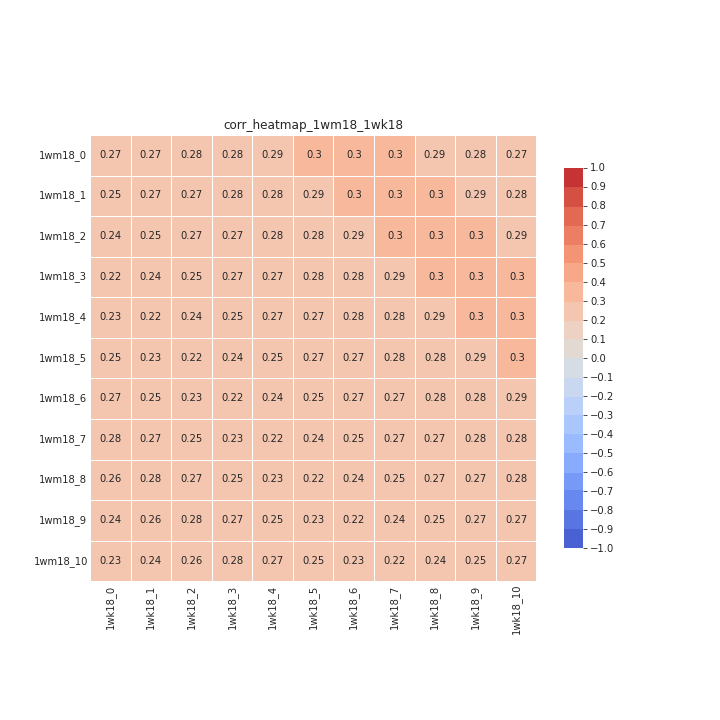 corr_heatmap_1wm18_1wk18
1wm18_0 0.27 0.27 0.28 0.28 0.29 0.3 0.3 0.3 0.29 0.28 0.27
1wm18_1 0.25 0.27 0.27 0.28 0.28 0.29 0.3 0.3 0.3 0.29 0.28
1wm18_2 0.24 0.25 0.27 0.27 0.28 0.28 0.29 0.3 0.3 0.3 0.29
1wm18_3 0.22 0.24 0.25 0.27 0.27 0.28 0.28 0.29 0.3 0.3 0.3
1wm18_4 0.23 0.22 0.24 0.25 0.27 0.27 0.28 0.28 0.29 0.3 0.3
1wm18_5 0.25 0.23 0.22 0.24 0.25 0.27 0.27 0.28 0.28 0.29 0.3
1wm18_6 0.27 0.25 0.23 0.22 0.24 0.25 0.27 0.27 0.28 0.28 0.29
1wm18_7 0.28 0.27 0.25 0.23 0.22 0.24 0.25 0.27 0.27 0.28 0.28
1wm18_8 0.26 0.28 0.27 0.25 0.23 0.22 0.24 0.25 0.27 0.27 0.28
1wm18_9 0.24 0.26 0.28 0.27 0.25 0.23 0.22 0.24 0.25 0.27 0.27
1wm18_10 0.23 0.24 0.26 0.28 0.27 0.25 0.23 0.22 0.24 0.25 0.27
1wk18_0 1wk18_1 1wk18_2 1wk18_3 1wk18_4 1wk18_5 1wk18_6 1wk18_7 1wk18_8 1wk18_9 1wk18_10
1.0
0.9
0.8
0.7
0.6
0.5
0.4
0.3
0.2
0.1
0.0
−0.1
−0.2
−0.3
−0.4
−0.5
−0.6
−0.7
−0.8
−0.9
−1.0